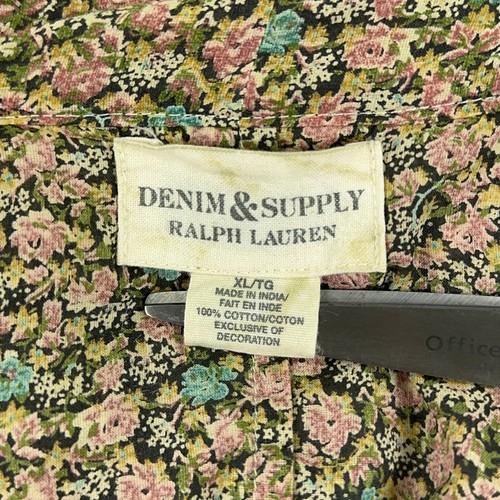 DENIM & SUPPLY
RALPH LAUREN
XL/TG
MADE IN INDIA/
FAIT EN INDE
100% COTTON/COTON
EXCLUSIVE OF
DECORATION
Office